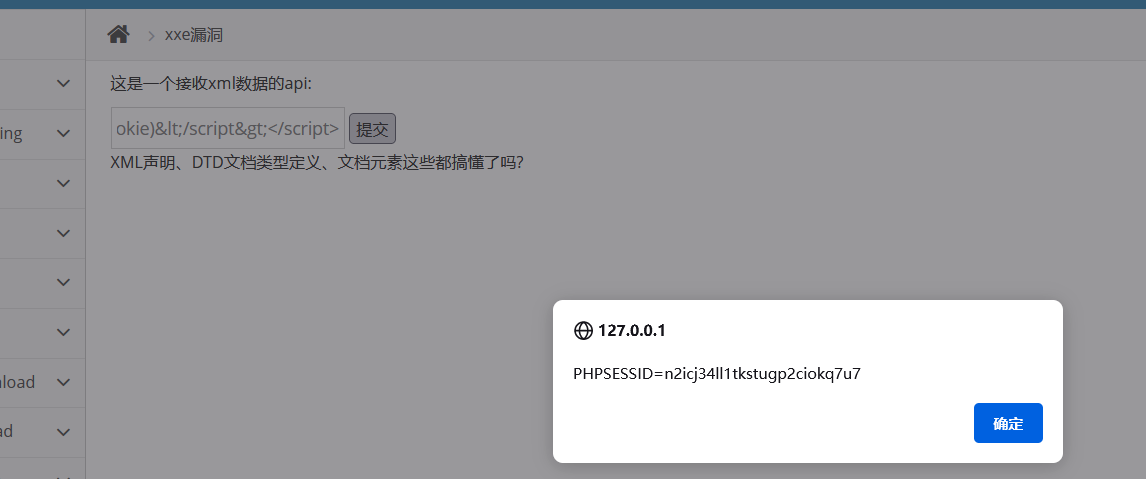 xxe漏洞
这是一个接收xml数据的api:
ing
okie)&lt;/script&gt;</script> 提交
XML声明、DTD文档类型定义、文档元素这些都搞懂了吗?
127.0.0.1
PHPSESSID=n2icj34ll1tkstugp2ciokq7u7
nload
确定
ad